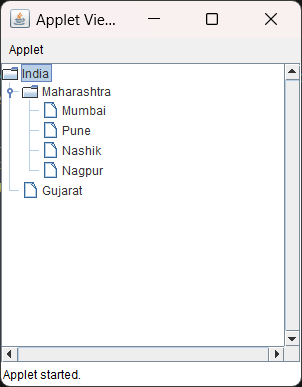 Applet Vie...
Applet
India
Maharashtra
Mumbai
Pune
Nashik
Nagpur
Gujarat
Applet started.